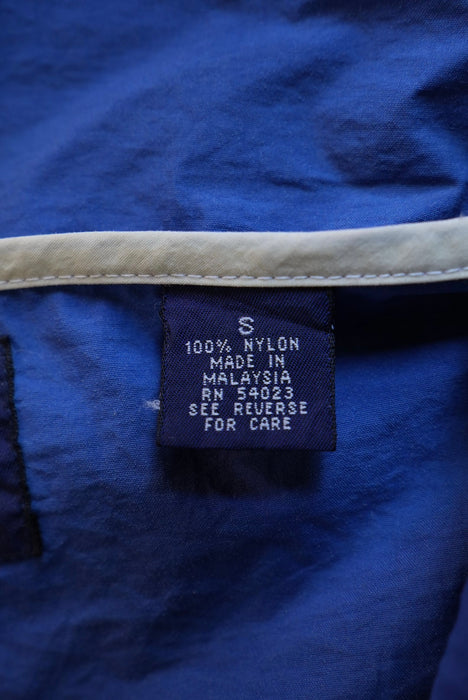 S
100% NYLON
MADE IN
MALAYSIA
RN 54023
SEE REVERSE
FOR CARE